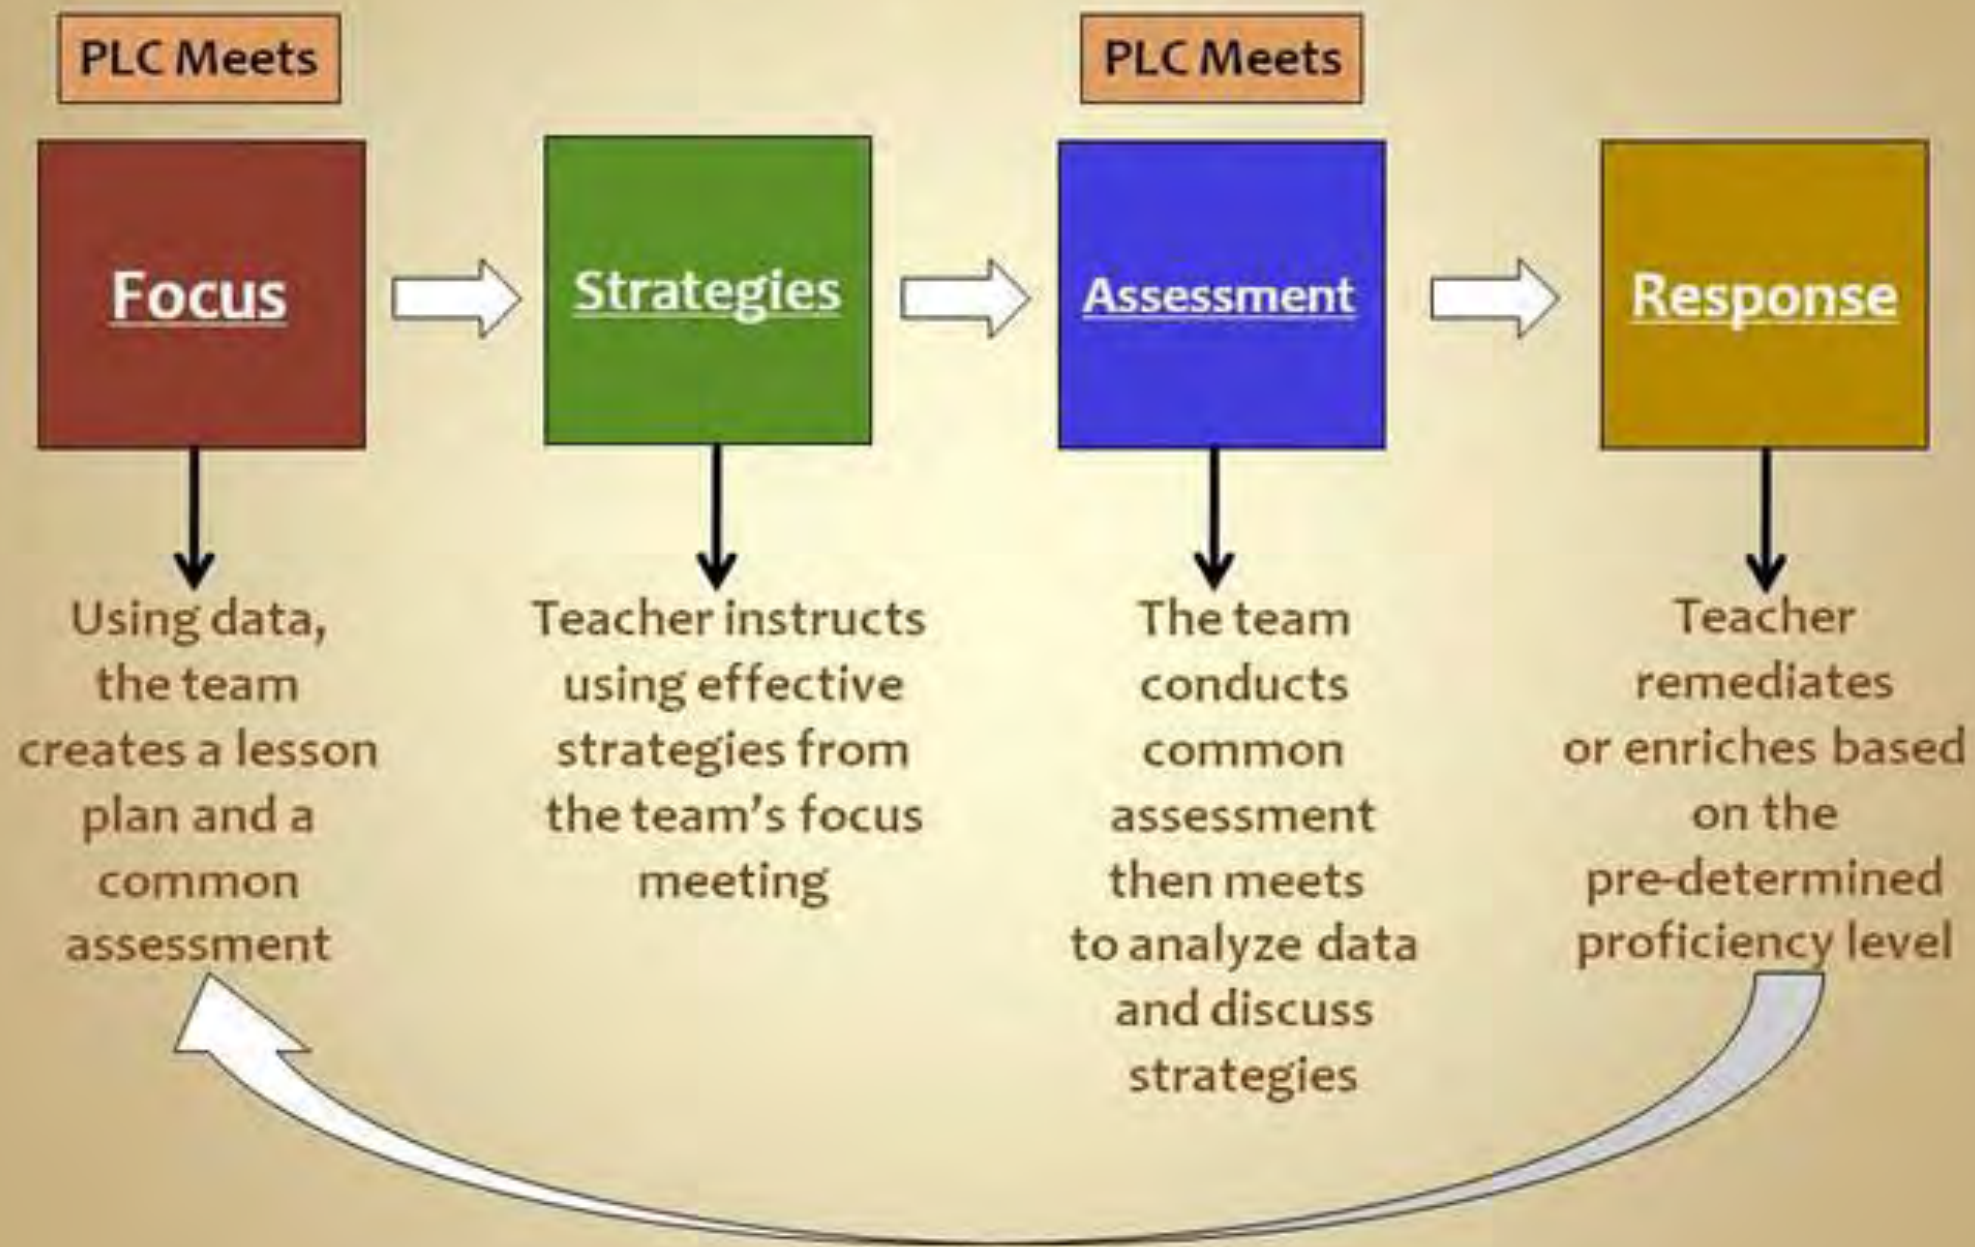 PLC Meets
PLC Meets
Focus
Strategies
Assessment
Response
Using data,
the team
creates a lesson
plan and a
common
assessment
Teacher instructs
using effective
strategies from
the team's focus
meeting
The team
conducts
common
assessment
then meets
to analyze data
and discuss
strategies
Teacher
remediates
or enriches based
on the
pre-determined
proficiency level